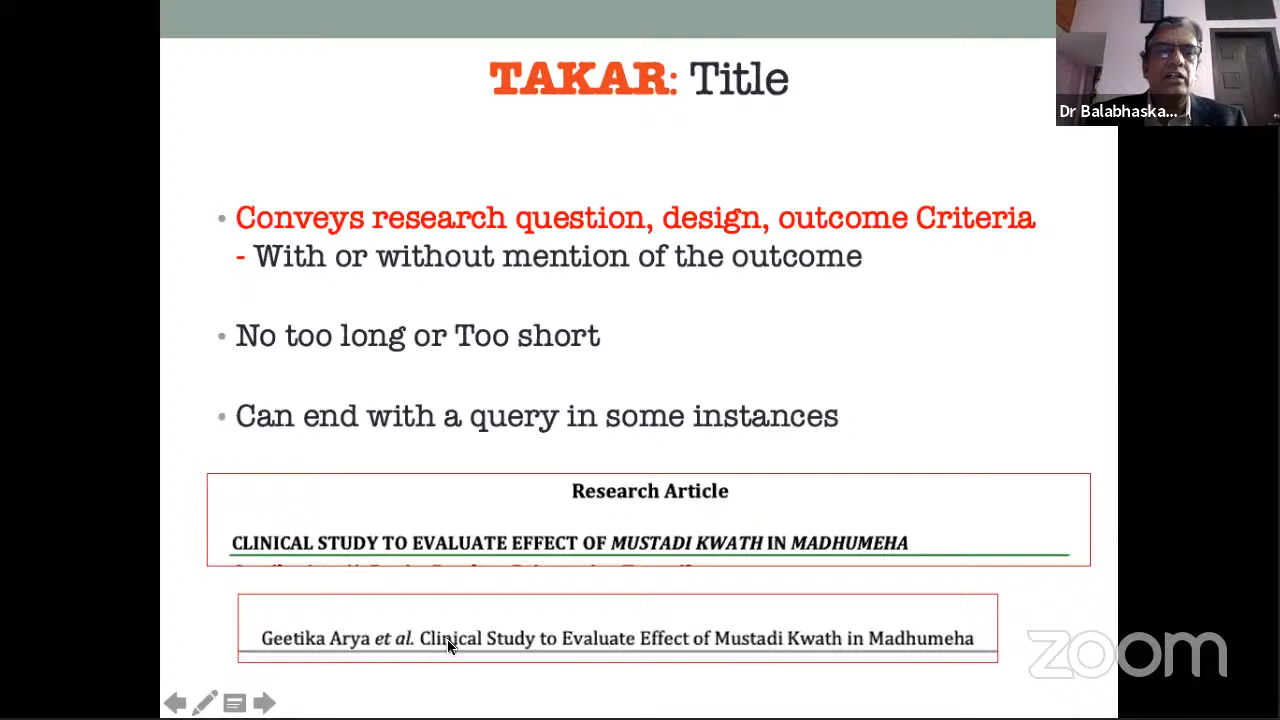 TAKAR: Title
Dr Balabhaska...
• Conveys research question, design, outcome Criteria
- With or without mention of the outcome
• No too long or Too short
• Can end with a query in some instances
Research Article
CLINICAL STUDY TO EVALUATE EFFECT OF MUSTADI KWATH IN MADHUMEHA
Geetika Arya et al. Clinical Study to Evaluate Effect of Mustadi Kwath in Madhumeha
zoom